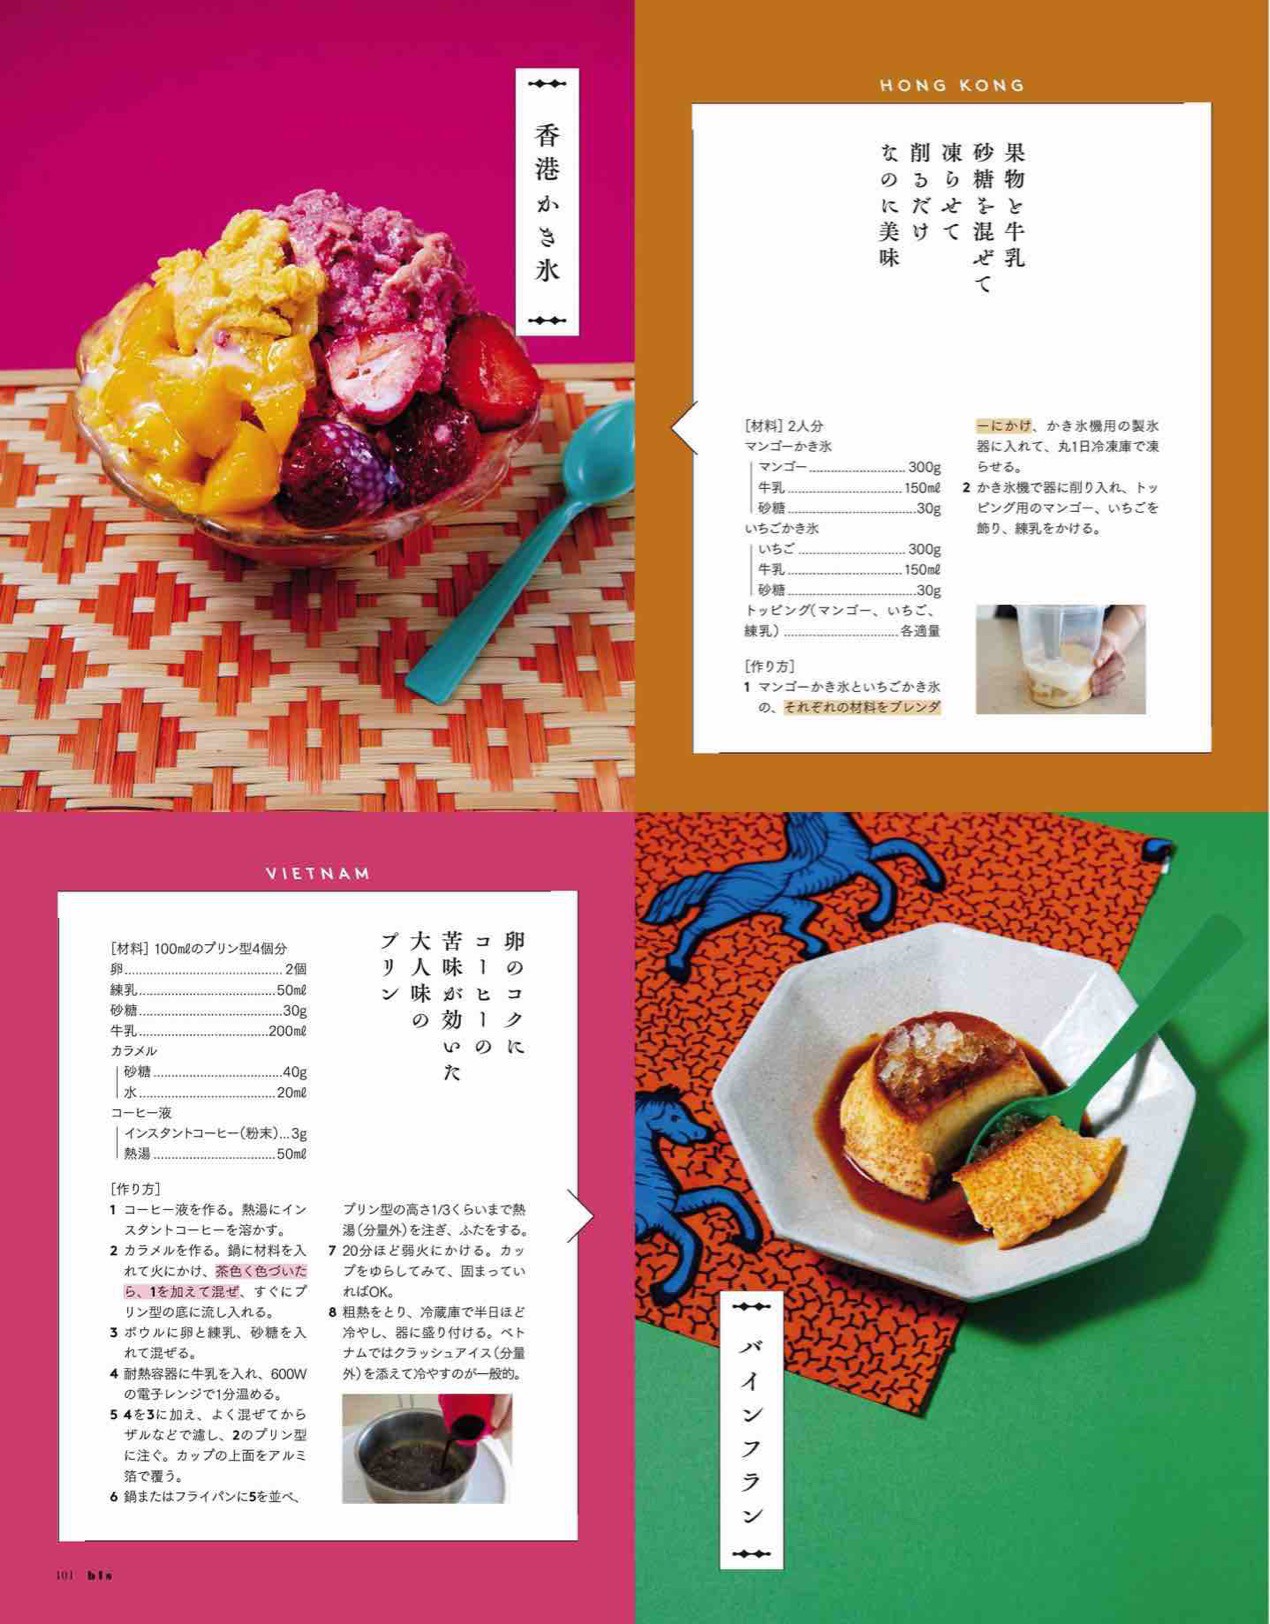 香港かき氷
HONG KONG
果物と牛乳
砂糖を混ぜて
凍らせて
削るだけ
なのに美味
[材料] 2人分
マンゴーかき氷
マンゴー ........ 300g
牛乳 ........ 150㎖
砂糖 ........ 30g
いちごかき氷
いちご ........ 300g
牛乳 ........ 150㎖
砂糖 ........ 30g
トッピング(マンゴー、いちご、
練乳) ........ 各適量
[作り方]
1 マンゴーかき氷といちごかき氷
の、それぞれの材料をブレンダ
ーにかけ、かき氷機用の製氷
器に入れて、丸1日冷凍庫で凍
らせる。
2 かき氷機で器に削り入れ、トッ
ピング用のマンゴー、いちごを
飾り、練乳をかける。
VIETNAM
卵のコクに
コーヒーの
苦味が効いた
大人味の
プリン
[材料] 100㎖のプリン型4個分
卵 ........ 2個
練乳 ........ 50㎖
砂糖 ........ 30g
牛乳 ........ 200㎖
カラメル
砂糖 ........ 40g
水 ........ 20㎖
コーヒー液
インスタントコーヒー(粉末)...3g
熱湯 ........ 50㎖
[作り方]
1 コーヒー液を作る。熱湯にイン
スタントコーヒーを溶かす。
2 カラメルを作る。鍋に材料を入
れて火にかけ、茶色く色づいた
ら、1を加えて混ぜ、すぐにプ
リン型の底に流し入れる。
3 ボウルに卵と練乳、砂糖を入
れて混ぜる。
4 耐熱容器に牛乳を入れ、600W
の電子レンジで1分温める。
5 4を3に加え、よく混ぜてから
ザルなどで濾し、2のプリン型
に注ぐ。カップの上面をアルミ
箔で覆う。
6 鍋またはフライパンに5を並べ、
プリン型の高さ1/3くらいまで熱
湯(分量外)を注ぎ、ふたをする。
7 20分ほど弱火にかける。カッ
プをゆらしてみて、固まってい
ればOK。
8 粗熱をとり、冷蔵庫で半日ほど
冷やし、器に盛り付ける。ベト
ナムではクラッシュアイス(分量
外)を添えて冷やすのが一般的。
バインフラン
101 bis